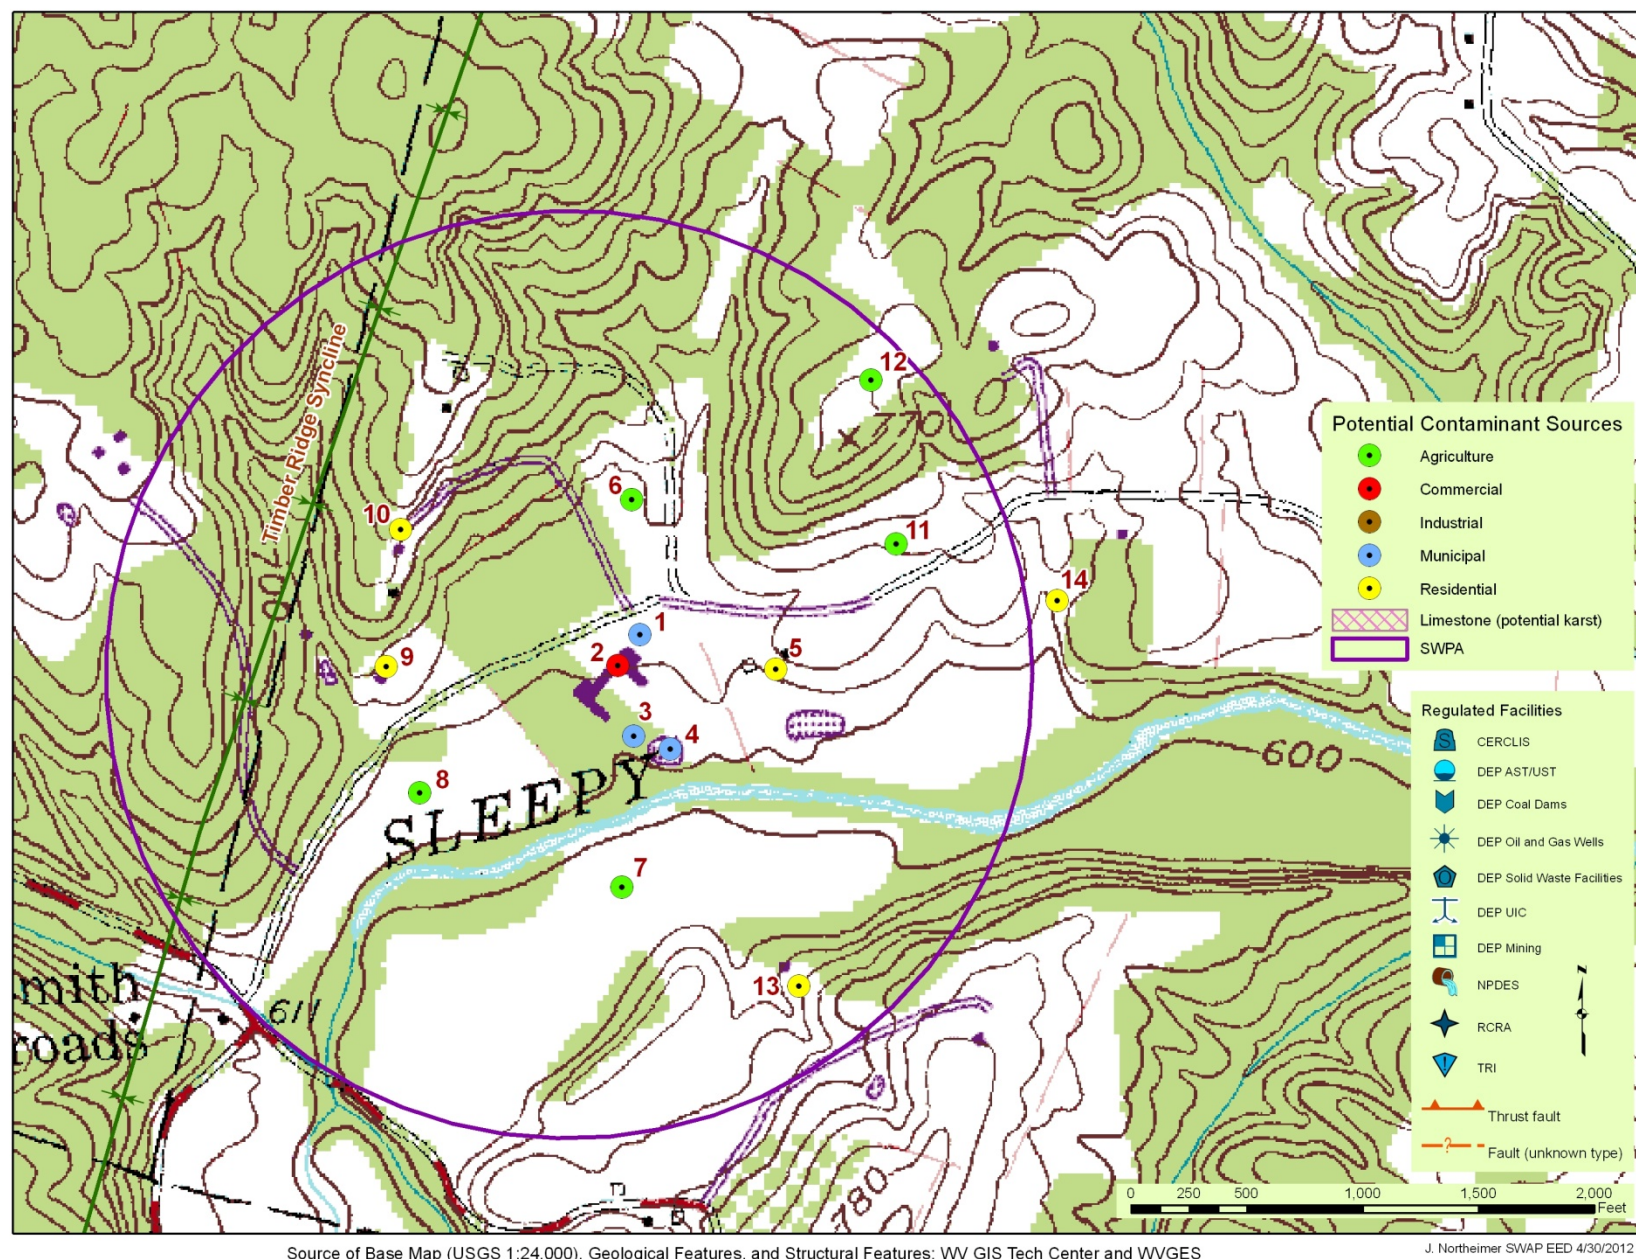 Timber Ridge Syncline
12
770
6
10
11
14
1
2
5
9
3
4
8
SLEEPY
600
7
13
mith
roads
611
780
Potential Contaminant Sources
Agriculture
Commercial
Industrial
Municipal
Residential
Limestone (potential karst)
SWPA
Regulated Facilities
S
CERCLIS
DEP AST/UST
DEP Coal Dams
DEP Oil and Gas Wells
DEP Solid Waste Facilities
DEP UIC
DEP Mining
NPDES
RCRA
TRI
Thrust fault
?
Fault (unknown type)
N
0 250 500 1,000 1,500 2,000
Feet
Source of Base Map (USGS 1:24,000), Geological Features, and Structural Features: WV GIS Tech Center and WVGES
J. Northeimer SWAP EED 4/30/2012